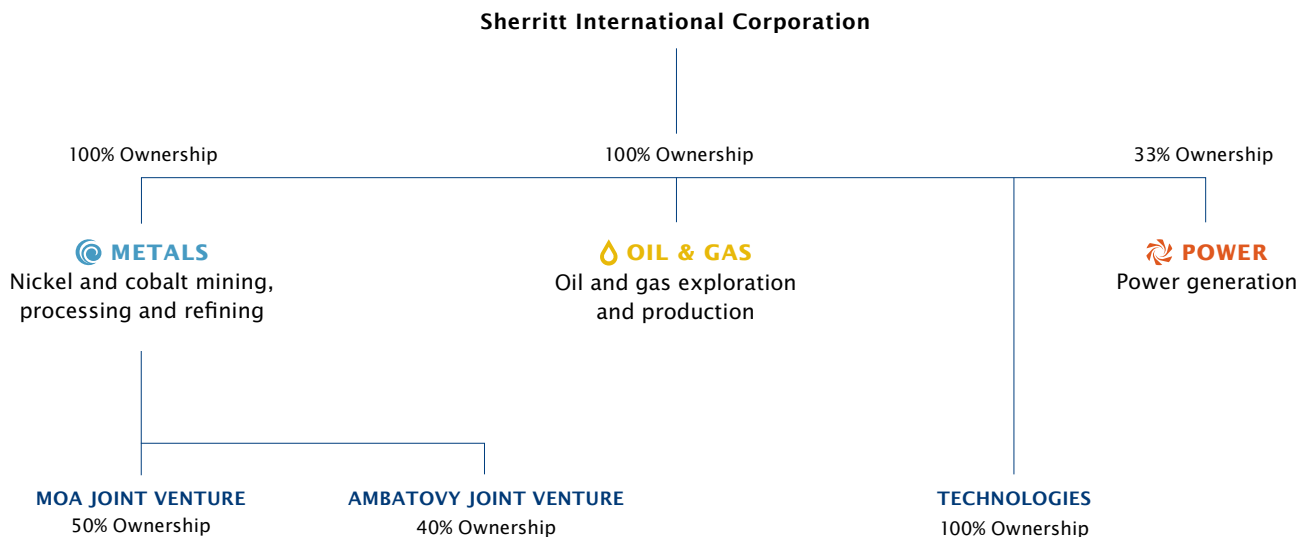 Sherritt International Corporation
100% Ownership
100% Ownership
33% Ownership
METALS
Nickel and cobalt mining,
processing and refining
OIL & GAS
Oil and gas exploration
and production
POWER
Power generation
MOA JOINT VENTURE
50% Ownership
AMBATOVY JOINT VENTURE
40% Ownership
TECHNOLOGIES
100% Ownership